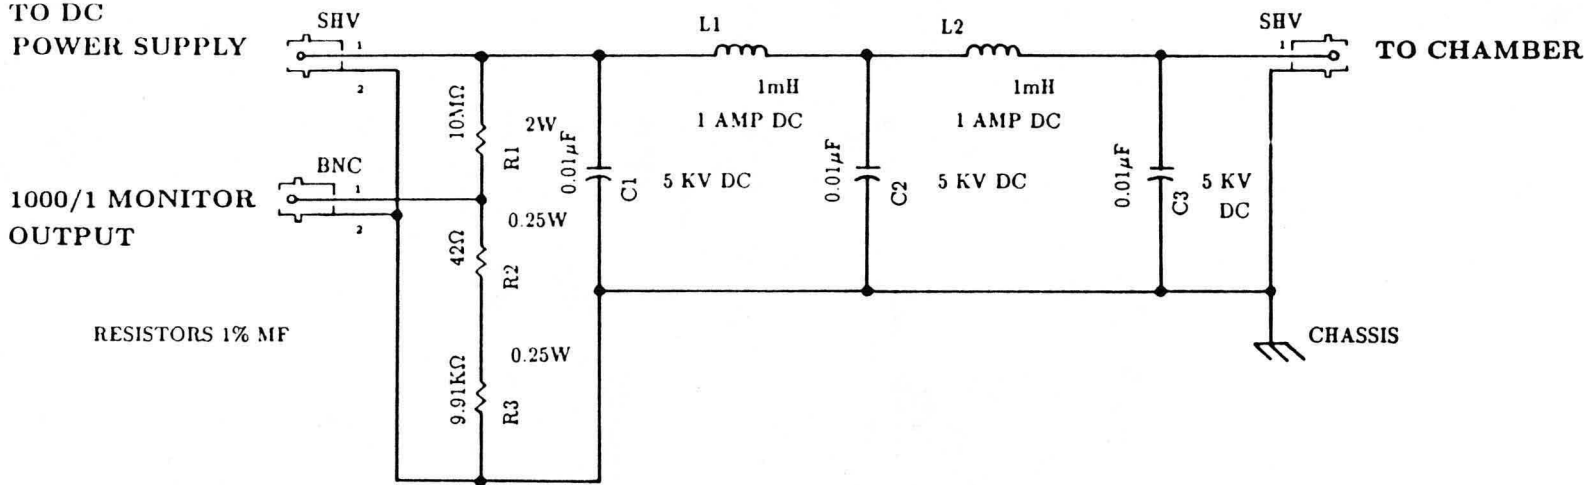 TO DC
POWER SUPPLY
SHV
1
2
L1
L2
SHV
1
TO CHAMBER
1mH
1 AMP DC
1mH
1 AMP DC
10MΩ
R1
2W
0.01μF
C1
5 KV DC
0.01μF
C2
5 KV DC
0.01μF
C3
5 KV
DC
BNC
1
2
1000/1 MONITOR
OUTPUT
0.25W
42Ω
R2
RESISTORS 1% MF
0.25W
9.91KΩ
R3
CHASSIS